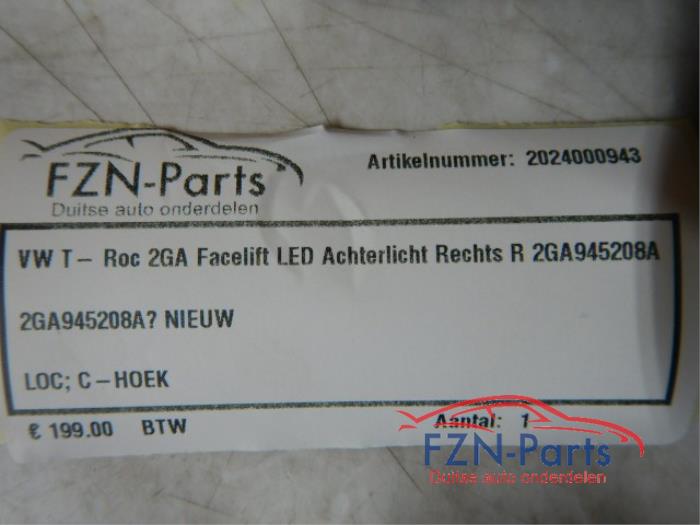 FZN-Parts
Duitse auto onderdelen
Artikelnummer: 2024000943
VW T- Roc 2GA Facelift LED Achterlicht Rechts R 2GA945208A
2GA945208A? NIEUW
LOC; C-HOEK
€ 199.00 BTW
Aantal: 1
FZN-Parts
Duitse auto onderdelen